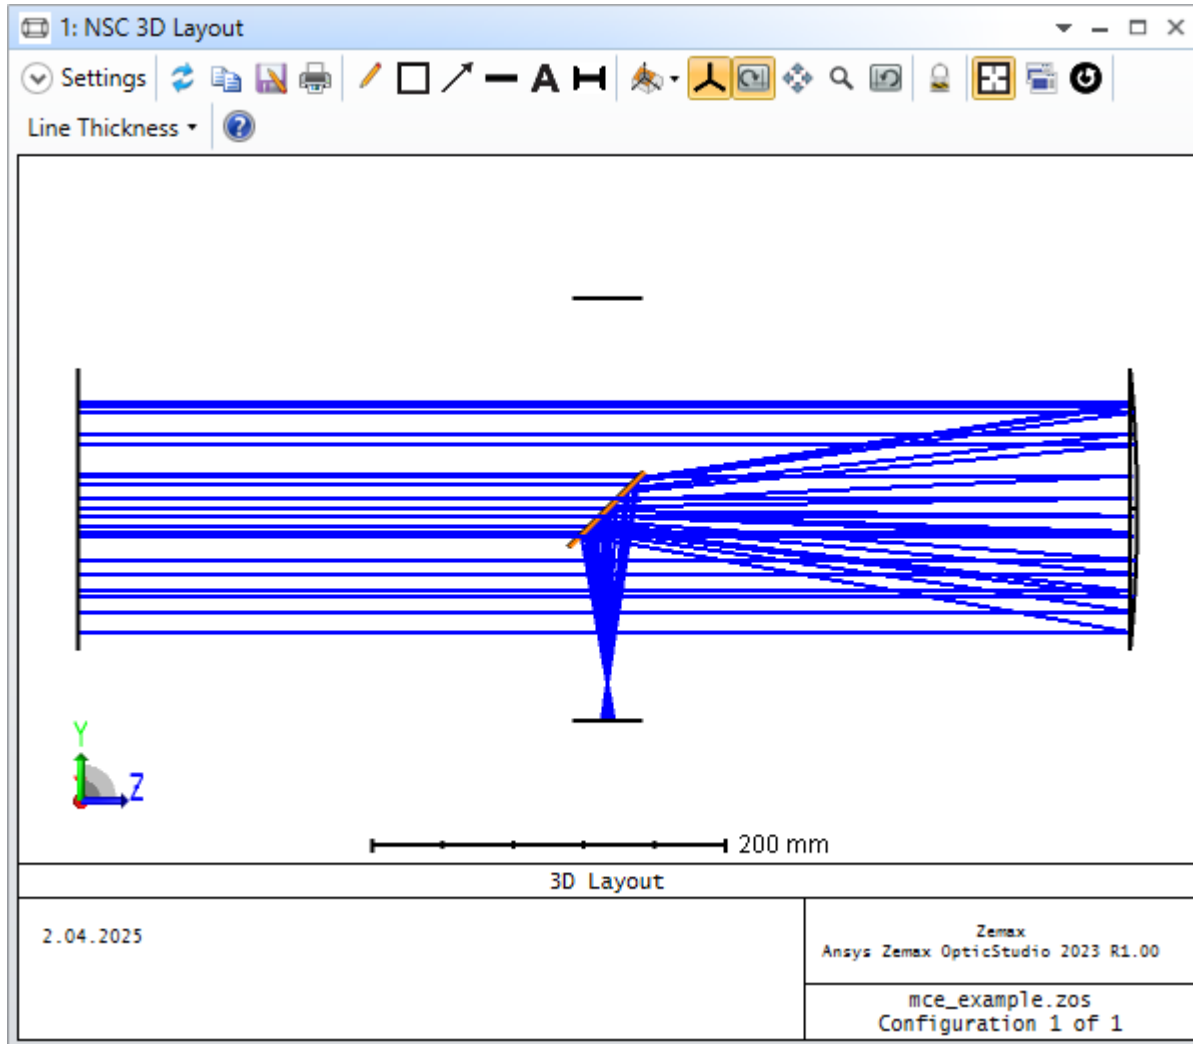 1: NSC 3D Layout
Settings
A
Line Thickness
Y
Z
200 mm
3D Layout
2.04.2025
Zemax
Ansys Zemax OpticStudio 2023 R1.00
mce_example.zos
Configuration 1 of 1